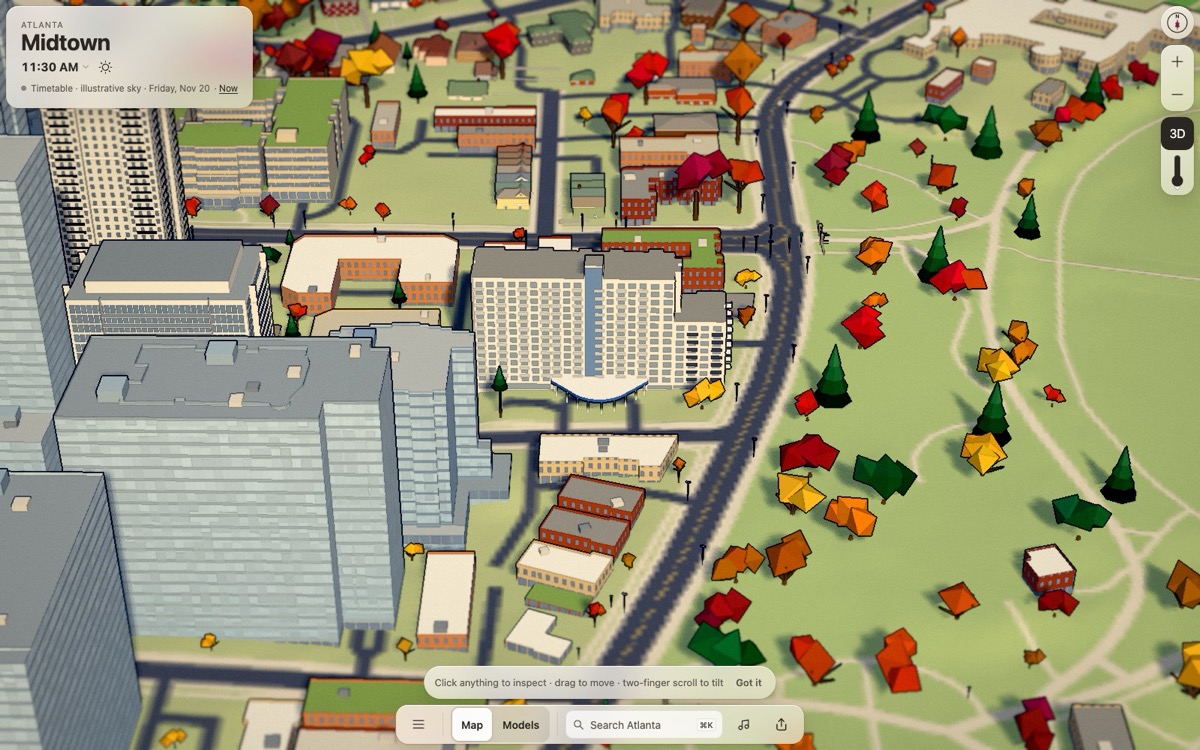 ATLANTA
Midtown
11:30 AM
Timetable · illustrative sky · Friday, Nov 20 · Now
N
+
−
3D
Click anything to inspect · drag to move · two-finger scroll to tilt Got it
Map Models Search Atlanta ⌘K